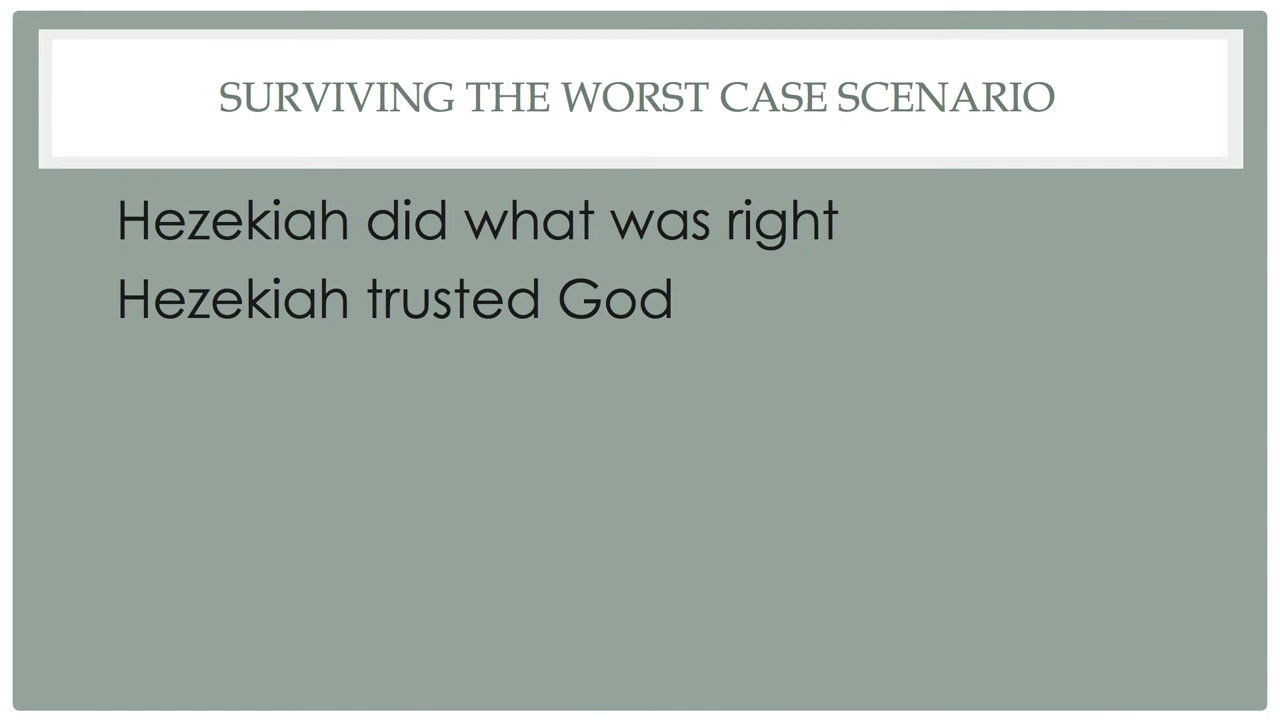 SURVIVING THE WORST CASE SCENARIO
Hezekiah did what was right
Hezekiah trusted God